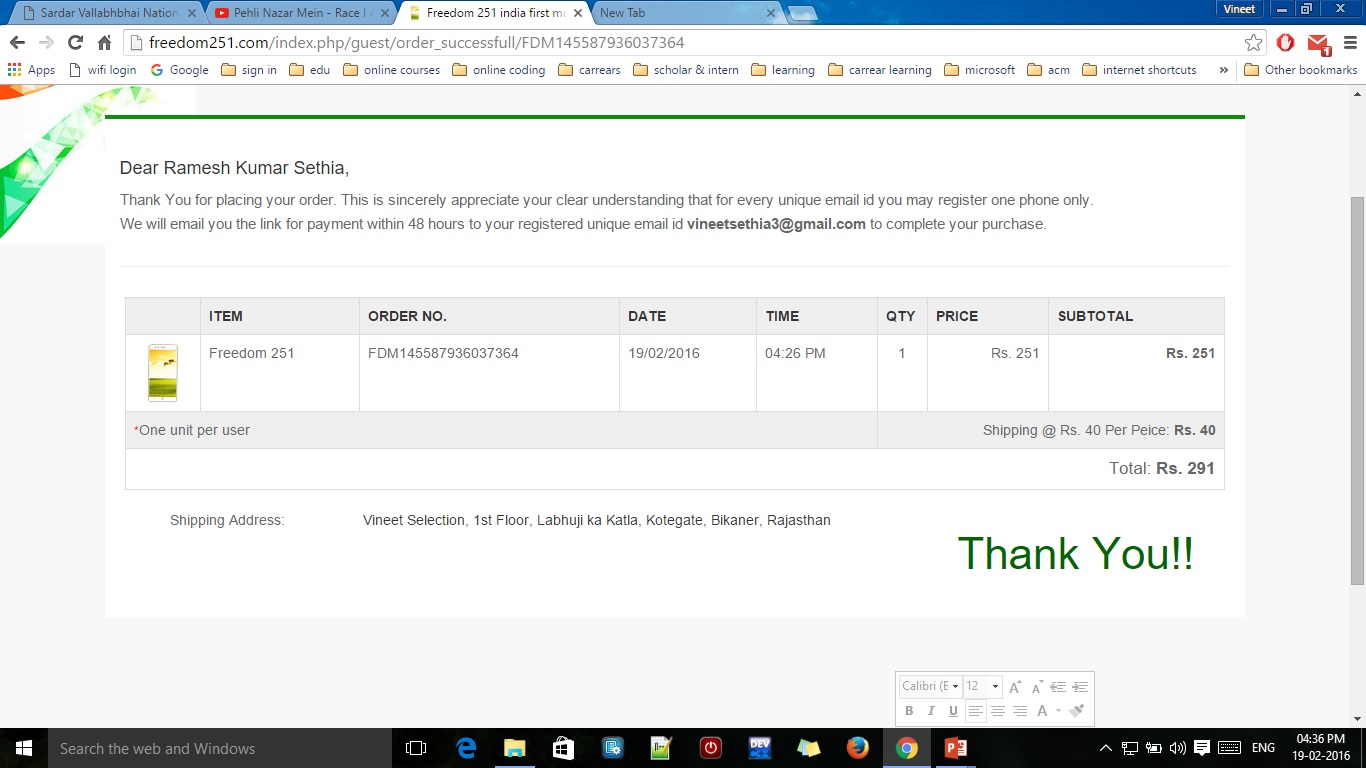 Sardar Vallabhbhai Nation
Pehli Nazar Mein - Race I
Freedom 251 india first m
New Tab
Vineet
freedom251.com/index.php/guest/order_successfull/FDM145587936037364
1
Apps wifi login Google sign in edu online courses online coding carrears scholar & intern learning carrear learning microsoft acm internet shortcuts » Other bookmarks
Dear Ramesh Kumar Sethia,
Thank You for placing your order. This is sincerely appreciate your clear understanding that for every unique email id you may register one phone only.
We will email you the link for payment within 48 hours to your registered unique email id vineetsethia3@gmail.com to complete your purchase.
ITEM ORDER NO. DATE TIME QTY PRICE SUBTOTAL
Freedom 251 FDM145587936037364 19/02/2016 04:26 PM 1 Rs. 251 Rs. 251
*One unit per user Shipping @ Rs. 40 Per Peice: Rs. 40
Total: Rs. 291
Shipping Address: Vineet Selection, 1st Floor, Labhuji ka Katla, Kotegate, Bikaner, Rajasthan
Thank You!!
Calibri (E 12 A A
B I U A
Search the web and Windows
DEV
ENG
04:36 PM
19-02-2016